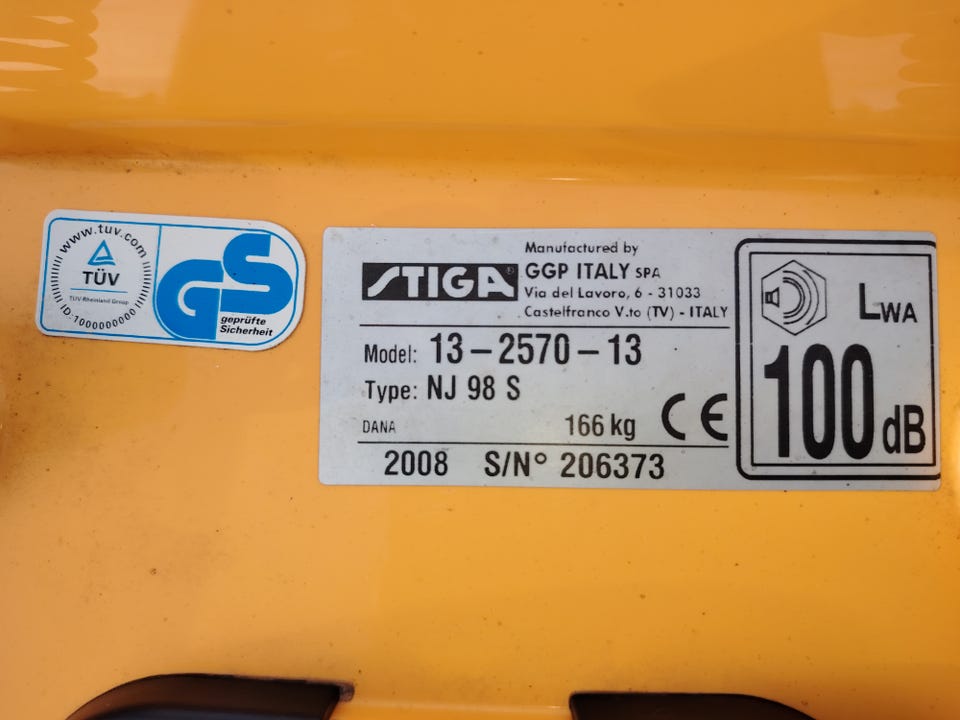 www.tuv.com
TÜV
TÜV Rheinland Group
ID:1000000000
GS
geprüfte
Sicherheit
STIGA®
Manufactured by
GGP ITALY SPA
Via del Lavoro, 6 - 31033
Castelfranco V.to (TV) - ITALY
Model: 13-2570-13
Type: NJ 98 S
DANA 166 kg CE
2008 S/N° 206373
LWA
100 dB